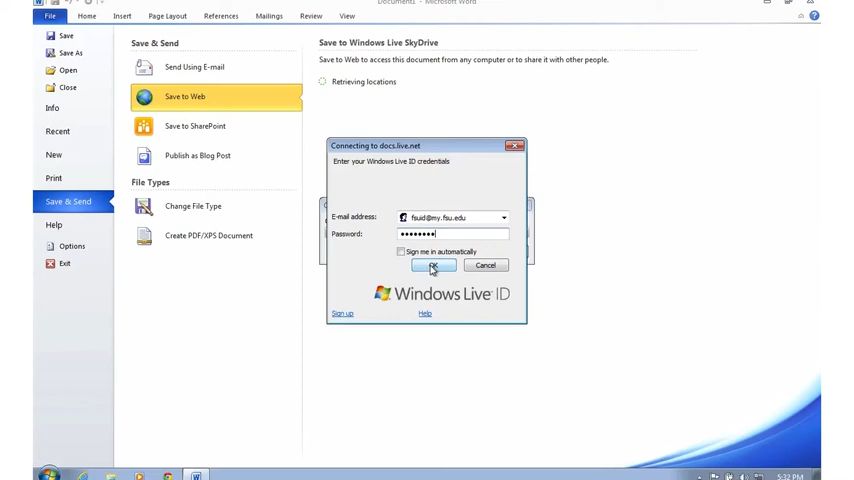 Document1 - Microsoft Word
File Home Insert Page Layout References Mailings Review View
Save
Save As
Open
Close
Info
Recent
New
Print
Save & Send
Help
Options
Exit
Save & Send
Send Using E-mail
Save to Web
Save to SharePoint
Publish as Blog Post
File Types
Change File Type
Create PDF/XPS Document
Save to Windows Live SkyDrive
Save to Web to access this document from any computer or to share it with other people.
Retrieving locations
Connecting to docs.live.net
Enter your Windows Live ID credentials
E-mail address: fsuid@my.fsu.edu
Password: ••••••••
Sign me in automatically
OK Cancel
Windows Live ID
Sign up Help
5:32 PM